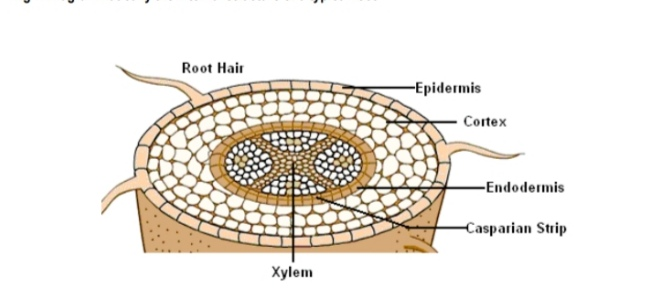 Root Hair
Epidermis
Cortex
Endodermis
Casparian Strip
Xylem